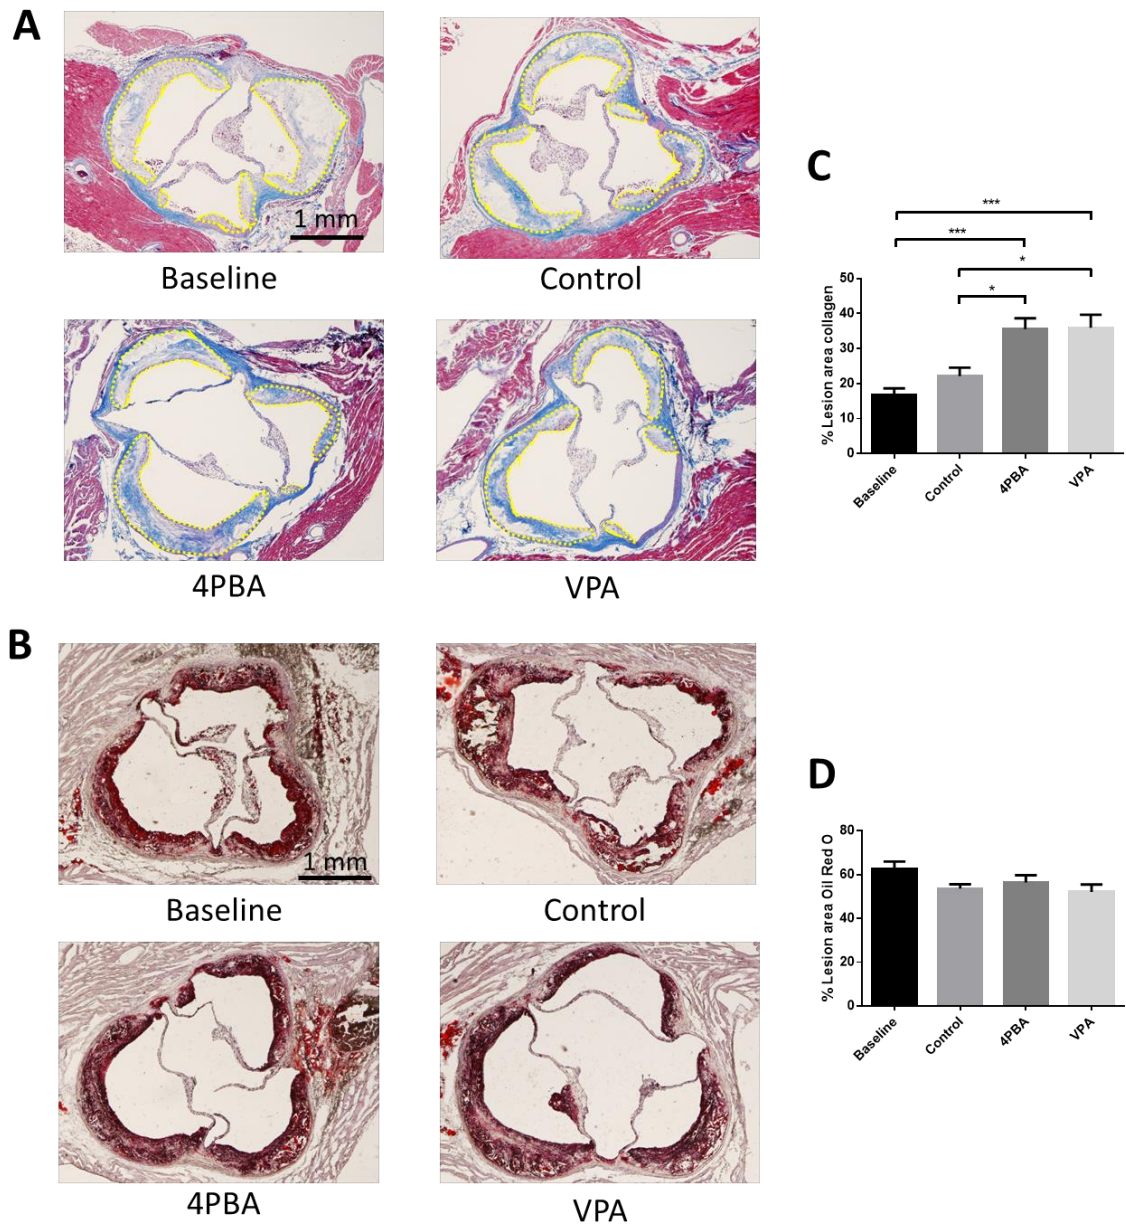 A
1 mm
Baseline
Control
4PBA
VPA
B
1 mm
Baseline
Control
4PBA
VPA
C
***
***
*
*
% Lesion area collagen
50
40
30
20
10
0
Baseline
Control
4PBA
VPA
D
% Lesion area Oil Red O
80
60
40
20
0
Baseline
Control
4PBA
VPA